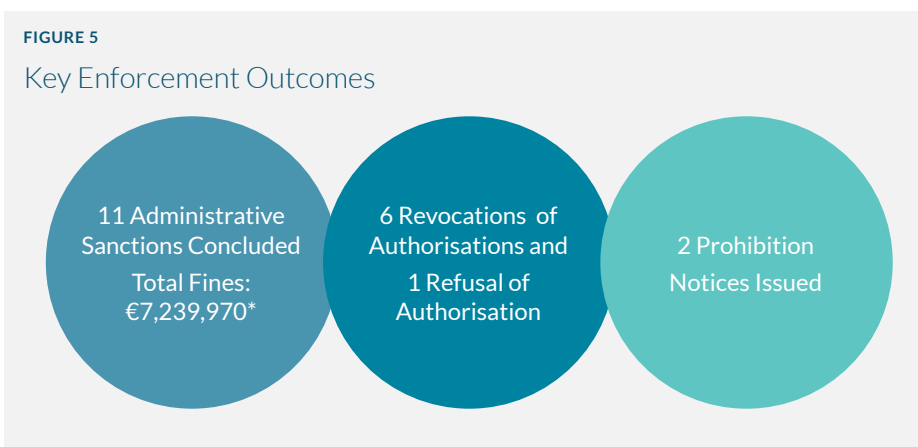 FIGURE 5
Key Enforcement Outcomes
11 Administrative
Sanctions Concluded
Total Fines:
€7,239,970*
6 Revocations of
Authorisations and
1 Refusal of
Authorisation
2 Prohibition
Notices Issued